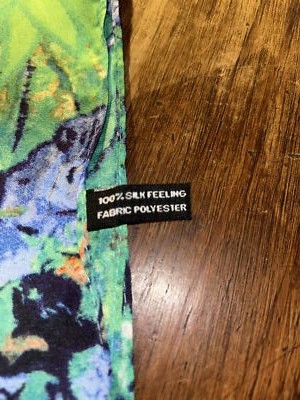 100% SILK FEELING
FABRIC POLYESTER